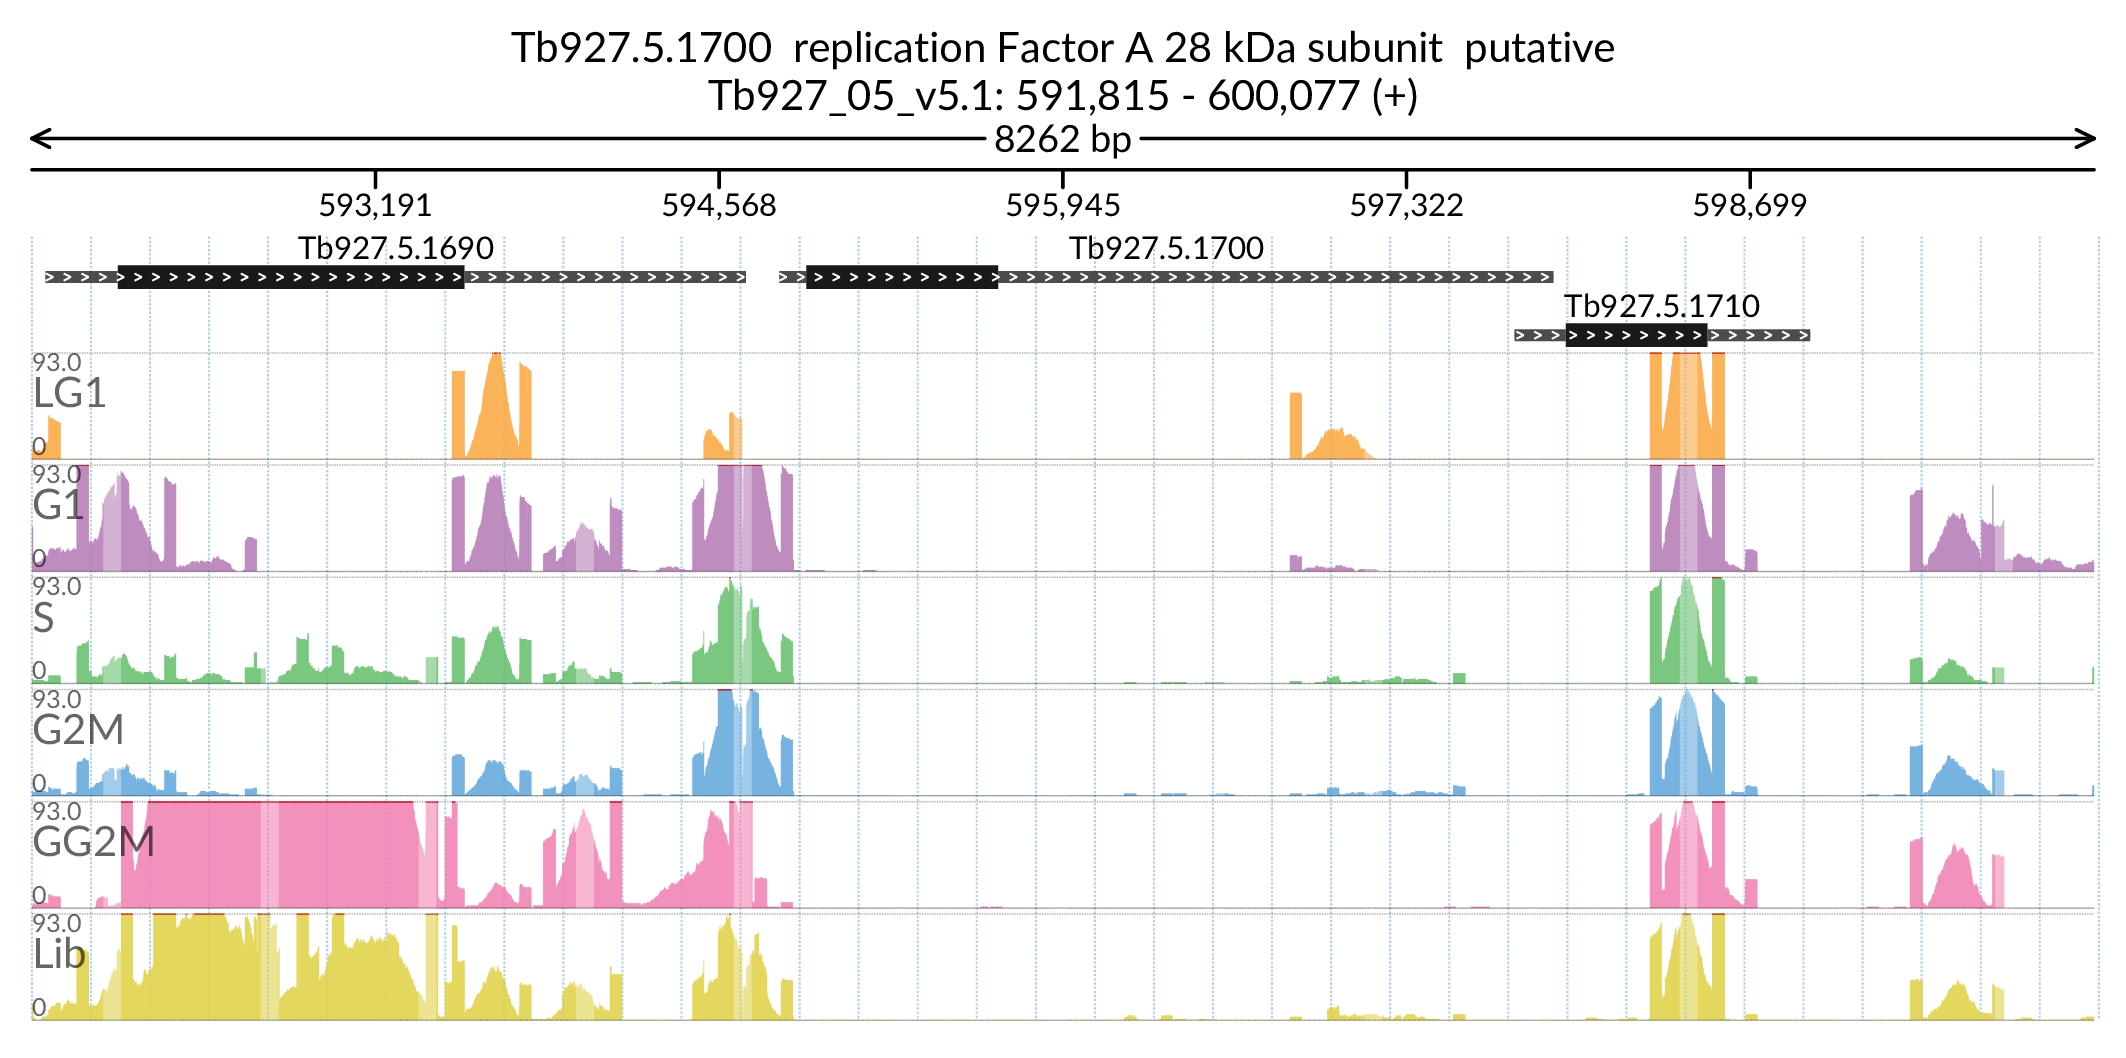 Tb927.5.1700  replication Factor A 28 kDa subunit  putative
Tb927_05_v5.1: 591,815 - 600,077 (+)
8262 bp
593,191 594,568 595,945 597,322 598,699
Tb927.5.1690 Tb927.5.1700
Tb927.5.1710
93.0
LG1
0
93.0
G1
0
93.0
S
0
93.0
G2M
0
93.0
GG2M
0
93.0
Lib
0